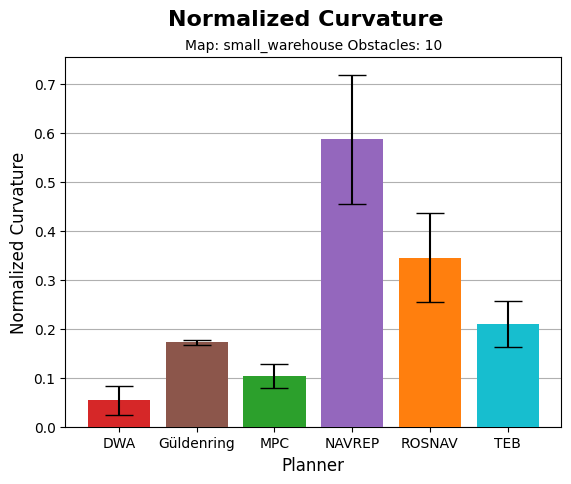 Normalized Curvature
Map: small_warehouse Obstacles: 10
Normalized Curvature
0.7
0.6
0.5
0.4
0.3
0.2
0.1
0.0
DWA Güldenring MPC NAVREP ROSNAV TEB
Planner